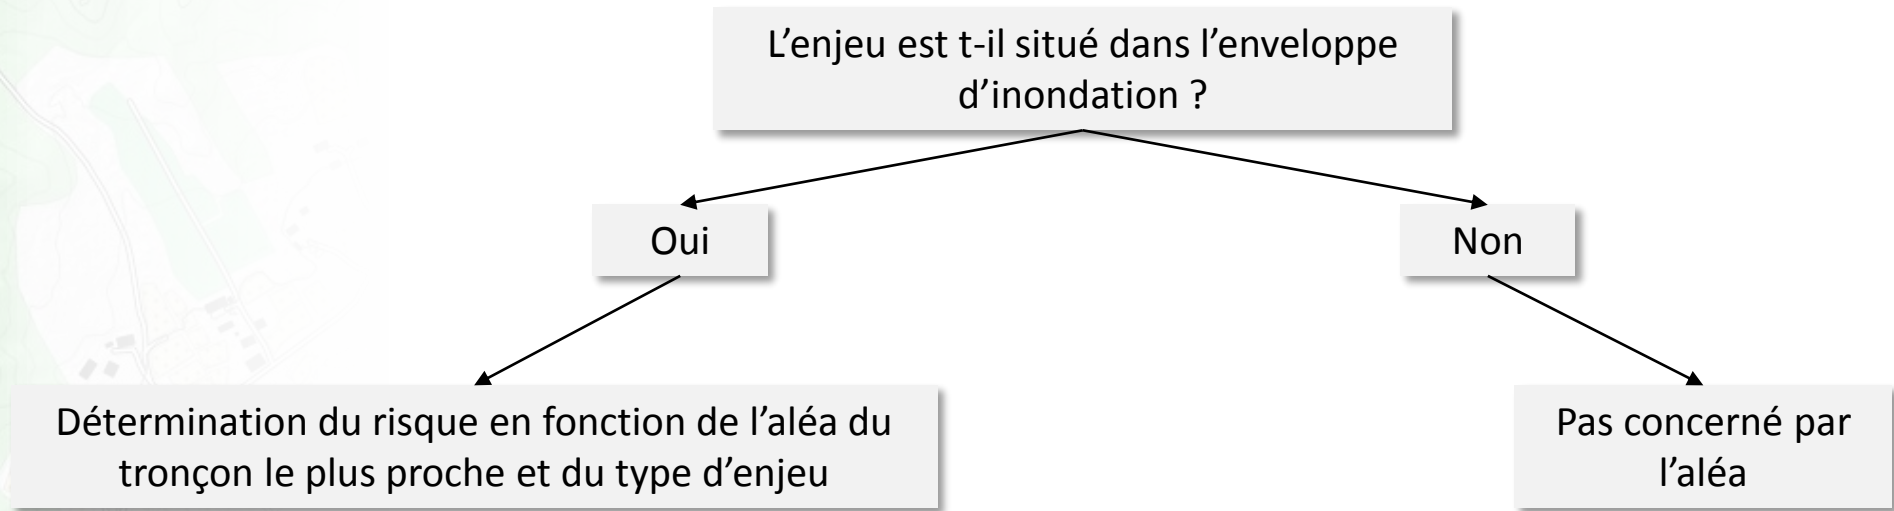 L’enjeu est t-il situé dans l’enveloppe
d’inondation ?
Oui
Non
Détermination du risque en fonction de l’aléa du
tronçon le plus proche et du type d’enjeu
Pas concerné par
l’aléa